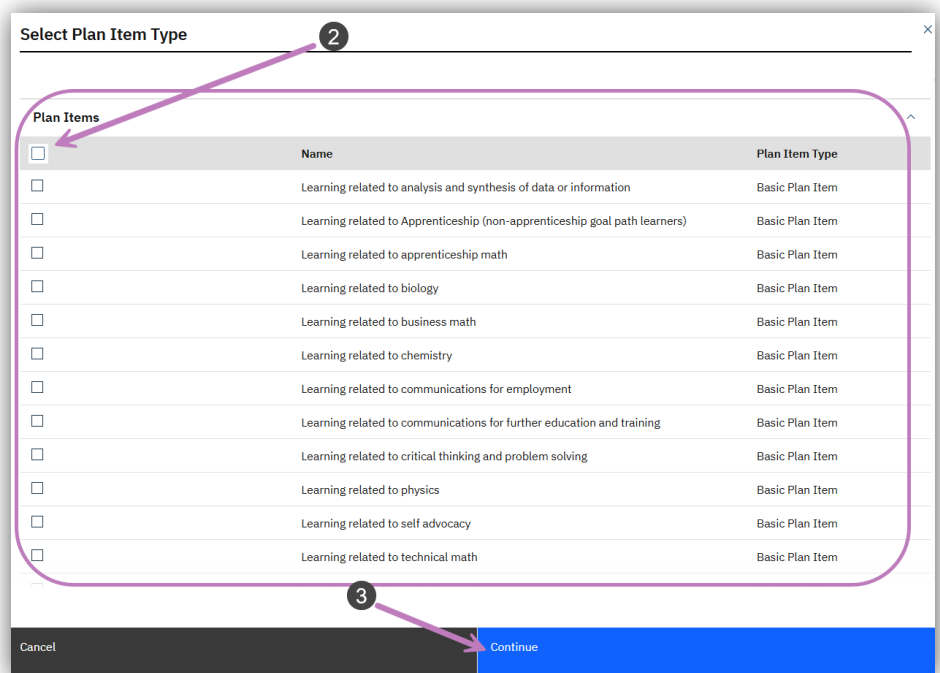 Select Plan Item Type
2
Plan Items
Name Plan Item Type
Learning related to analysis and synthesis of data or information Basic Plan Item
Learning related to Apprenticeship (non-apprenticeship goal path learners) Basic Plan Item
Learning related to apprenticeship math Basic Plan Item
Learning related to biology Basic Plan Item
Learning related to business math Basic Plan Item
Learning related to chemistry Basic Plan Item
Learning related to communications for employment Basic Plan Item
Learning related to communications for further education and training Basic Plan Item
Learning related to critical thinking and problem solving Basic Plan Item
Learning related to physics Basic Plan Item
Learning related to self advocacy Basic Plan Item
Learning related to technical math Basic Plan Item
3
Cancel Continue